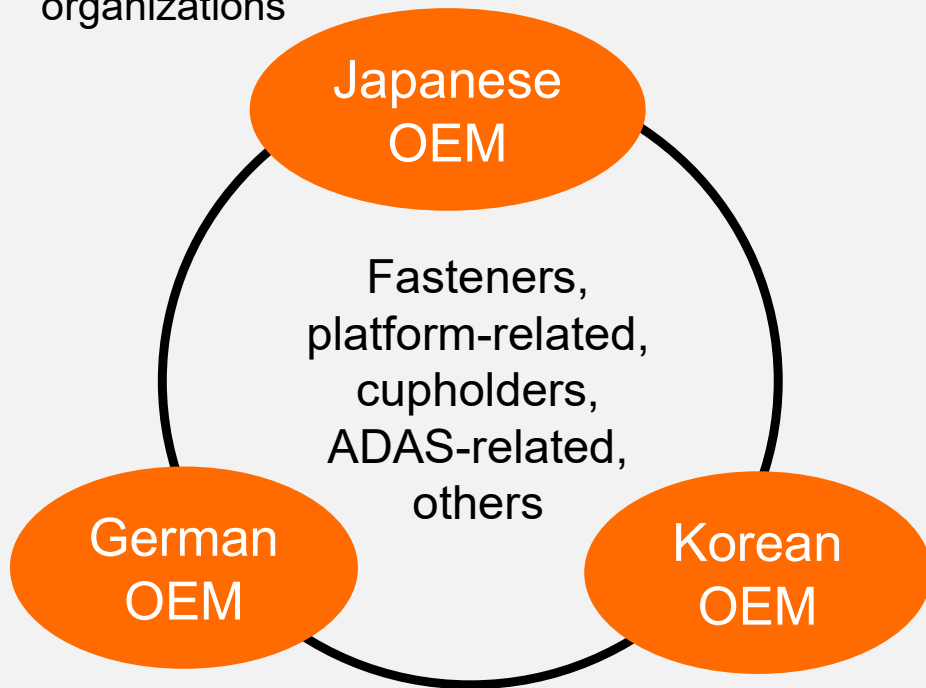 organizations
Japanese
OEM
Fasteners,
platform-related,
cupholders,
ADAS-related,
others
German
OEM
Korean
OEM